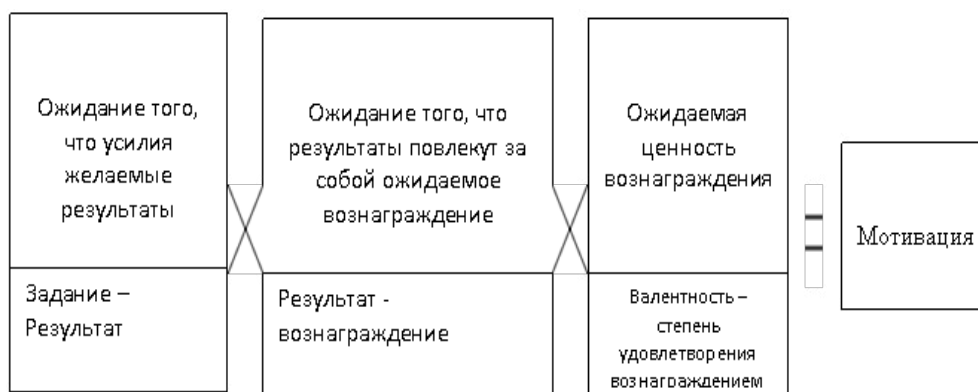 Ожидание того,
что усилия
желаемые
результаты
Задание –
Результат
Ожидание того, что
результаты повлекут за
собой ожидаемое
вознаграждение
Результат -
вознаграждение
Ожидаемая
ценность
вознаграждения
Валентность –
степень
удовлетворения
вознаграждением
Мотивация